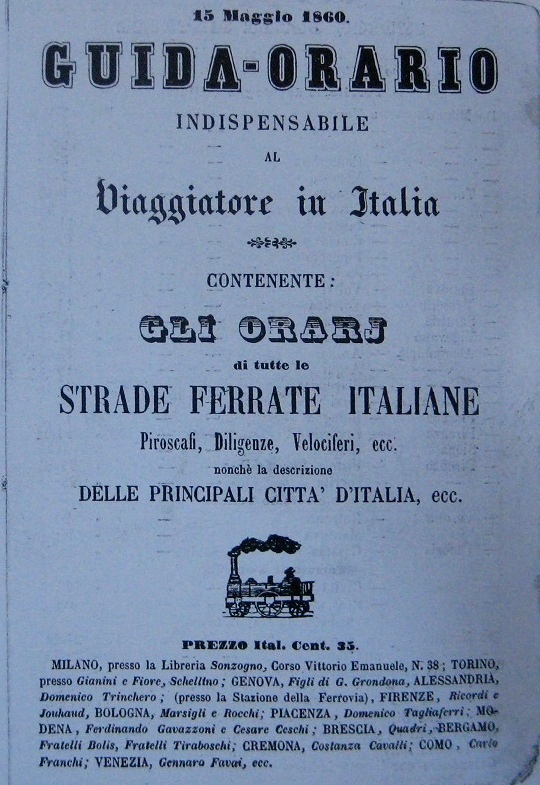 15 Maggio 1860.
GUIDA-ORARIO
INDISPENSABILE
AL
Viaggiatore in Italia
CONTENENTE:
GLI ORARJ
di tutte le
STRADE FERRATE ITALIANE
Piroscafi, Diligenze, Velociferi, ecc.
nonchè la descrizione
DELLE PRINCIPALI CITTA' D'ITALIA, ecc.
PREZZO Ital. Cent. 35.
MILANO, presso la Libreria Sonzogno, Corso Vittorio Emanuele, N. 38; TORINO,
presso Gianini e Fiore, Schellino; GENOVA, Figli di G. Grondona, ALESSANDRIA,
Domenico Trinchero; (presso la Stazione della Ferrovia), FIRENZE, Ricordi e
Jouhaud, BOLOGNA, Marsigli e Rocchi; PIACENZA, Domenico Tagliaferri; MO-
DENA, Ferdinando Gavazzoni e Cesare Ceschi; BRESCIA, Quadri, BERGAMO,
Fratelli Bolis, Fratelli Tiraboschi; CREMONA, Costanza Cavalli; COMO, Carlo
Franchi; VENEZIA, Gennaro Favai, ecc.